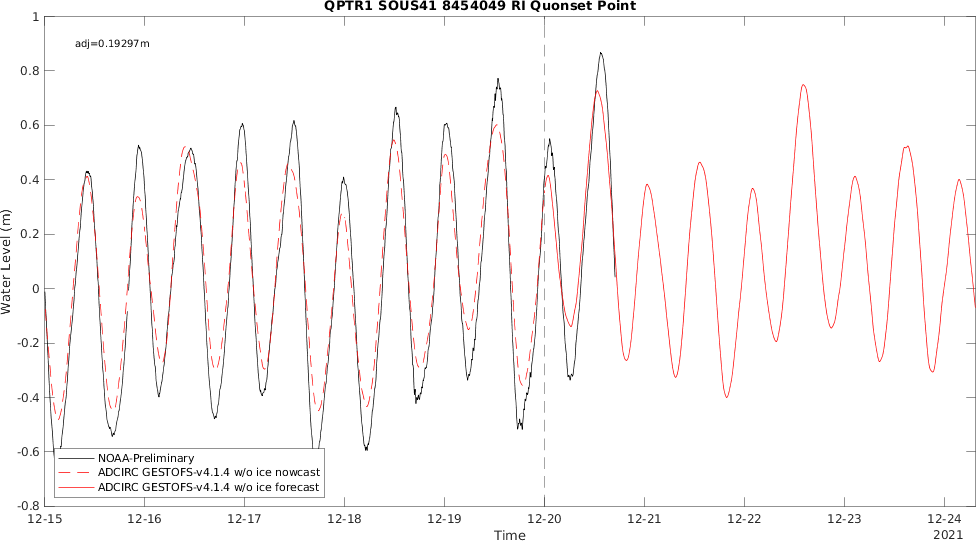 QPTR1 SOUS41 8454049 RI Quonset Point
adj=0.19297m
Water Level (m)
1
0.8
0.6
0.4
0.2
0
-0.2
-0.4
-0.6
-0.8
NOAA-Preliminary
ADCIRC GESTOFS-v4.1.4 w/o ice nowcast
ADCIRC GESTOFS-v4.1.4 w/o ice forecast
12-15 12-16 12-17 12-18 12-19 12-20 12-21 12-22 12-23 12-24
Time
2021